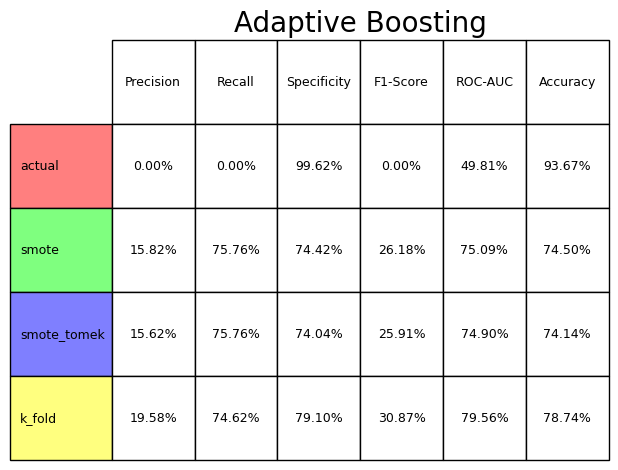 Adaptive Boosting
Precision Recall Specificity F1-Score ROC-AUC Accuracy
actual 0.00% 0.00% 99.62% 0.00% 49.81% 93.67%
smote 15.82% 75.76% 74.42% 26.18% 75.09% 74.50%
smote_tomek 15.62% 75.76% 74.04% 25.91% 74.90% 74.14%
k_fold 19.58% 74.62% 79.10% 30.87% 79.56% 78.74%